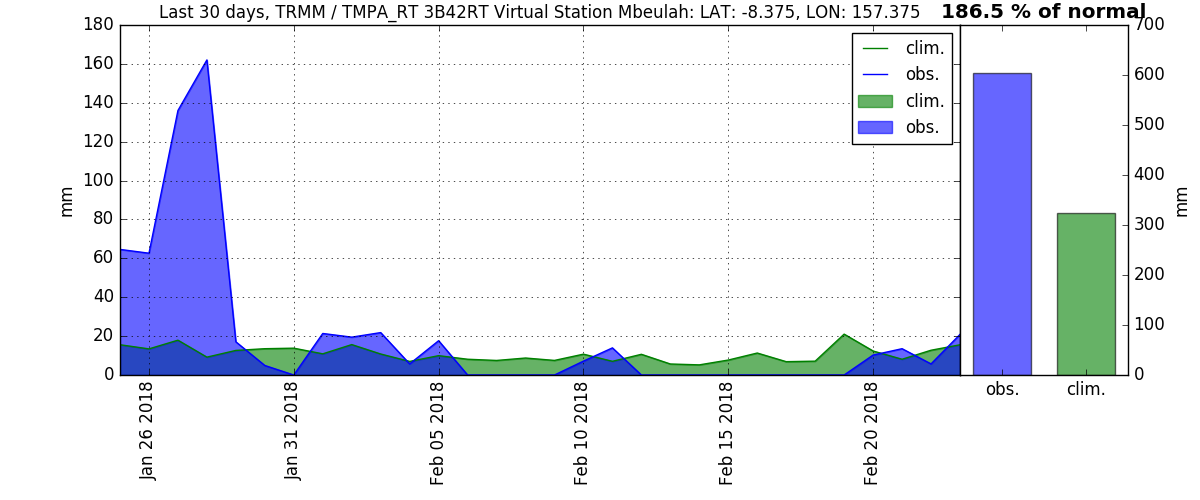 Last 30 days, TRMM / TMPA_RT 3B42RT Virtual Station Mbeulah: LAT: -8.375, LON: 157.375
186.5 % of normal
180
160
140
120
100
80
60
40
20
0
mm
clim.
obs.
clim.
obs.
Jan 26 2018
Jan 31 2018
Feb 05 2018
Feb 10 2018
Feb 15 2018
Feb 20 2018
700
600
500
400
300
200
100
0
mm
obs.
clim.